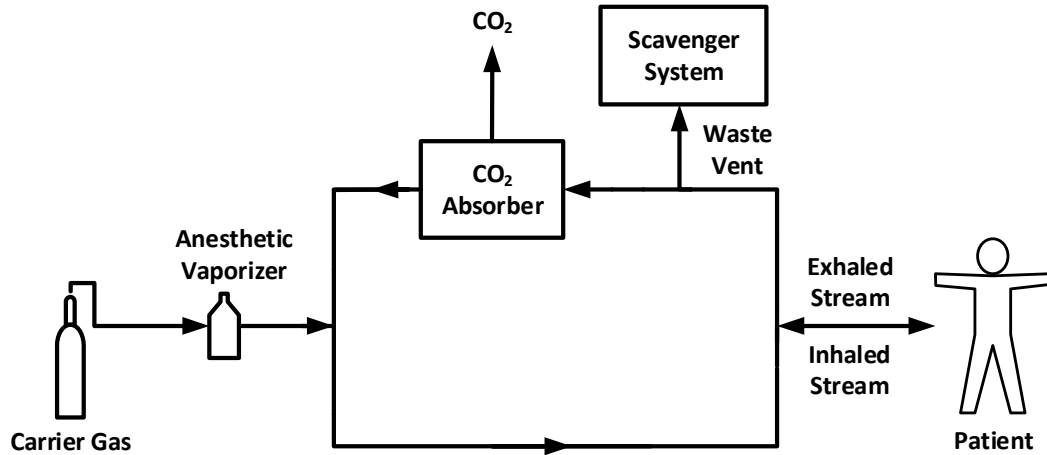 CO₂
Scavenger
System
Waste
Vent
CO₂
Absorber
Anesthetic
Vaporizer
Exhaled
Stream
Inhaled
Stream
Carrier Gas
Patient